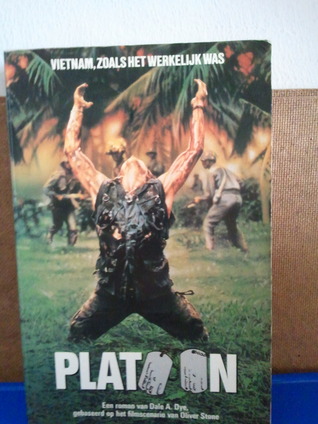 VIETNAM, ZOALS HET WERKELIJK WAS
PLATOON
Een roman van Dale A. Dye,
gebaseerd op het filmscenario van Oliver Stone